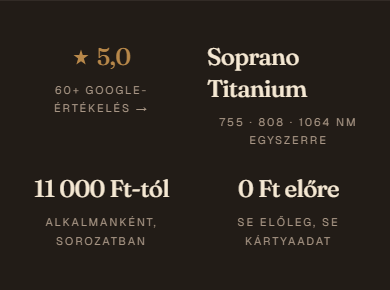 ★ 5,0
60+ GOOGLE-
ÉRTÉKELÉS →
Soprano
Titanium
755 · 808 · 1064 NM
EGYSZERRE
11 000 Ft-tól
ALKALMANKÉNT,
SOROZATBAN
0 Ft előre
SE ELŐLEG, SE
KÁRTYAADAT